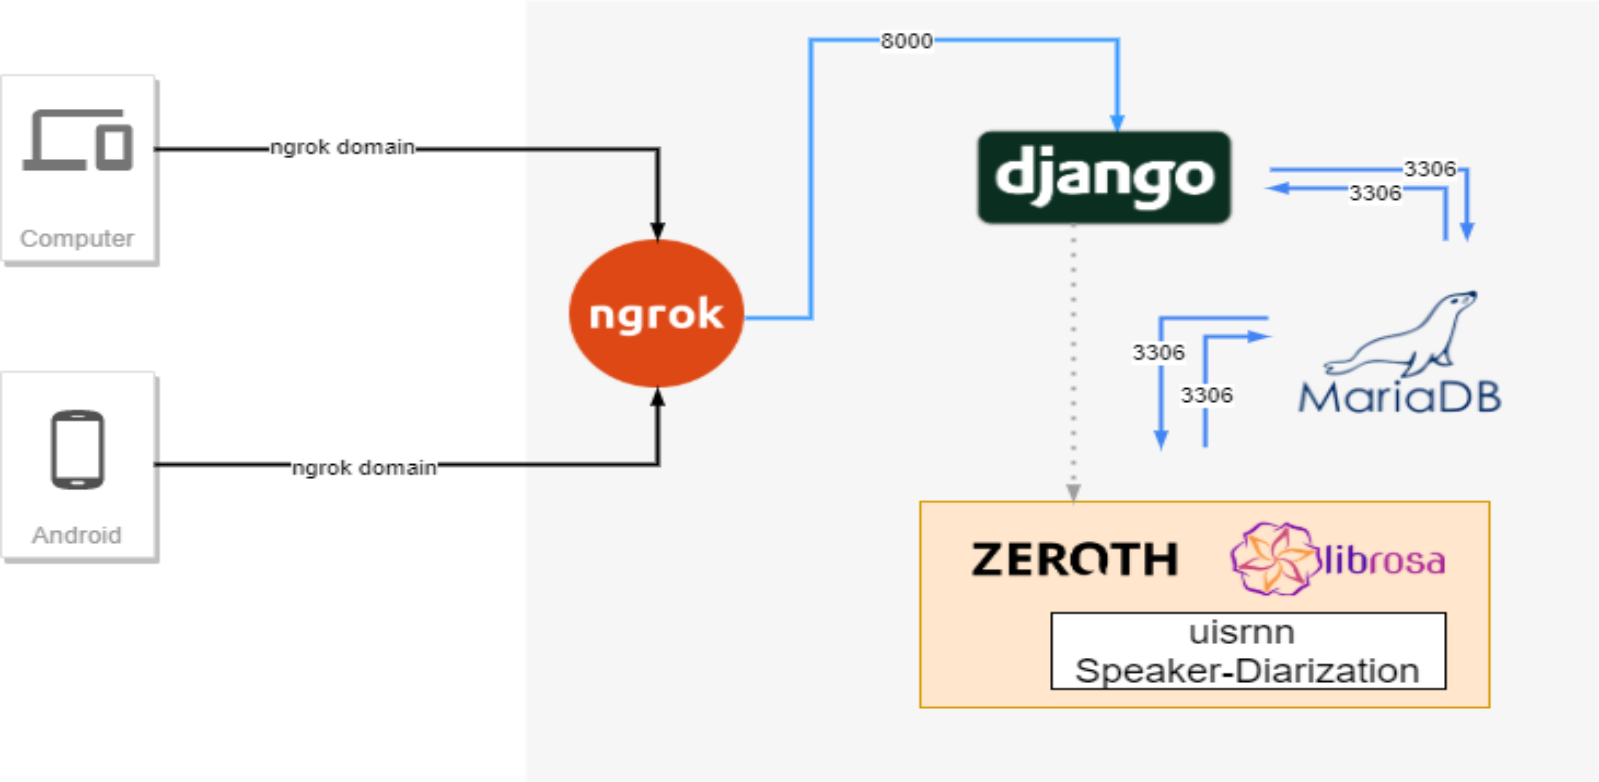 8000
ngrok domain
Computer
django
3306
3306
ngrok
3306
3306
MariaDB
ngrok domain
Android
ZEROTH
librosa
uisrnn
Speaker-Diarization